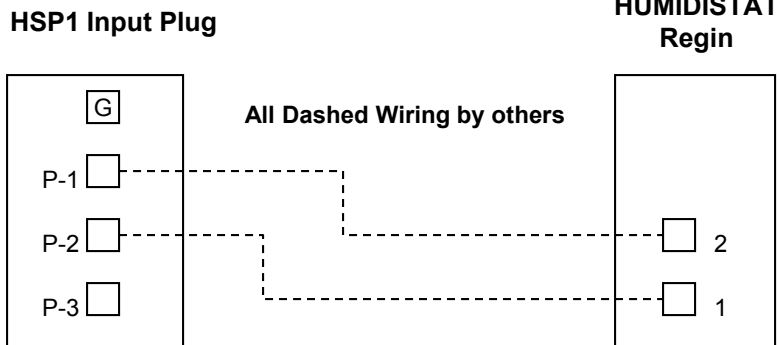 HSP1 Input Plug
HUMIDISTAT
Regin
G
All Dashed Wiring by others
P-1
P-2
2
P-3
1